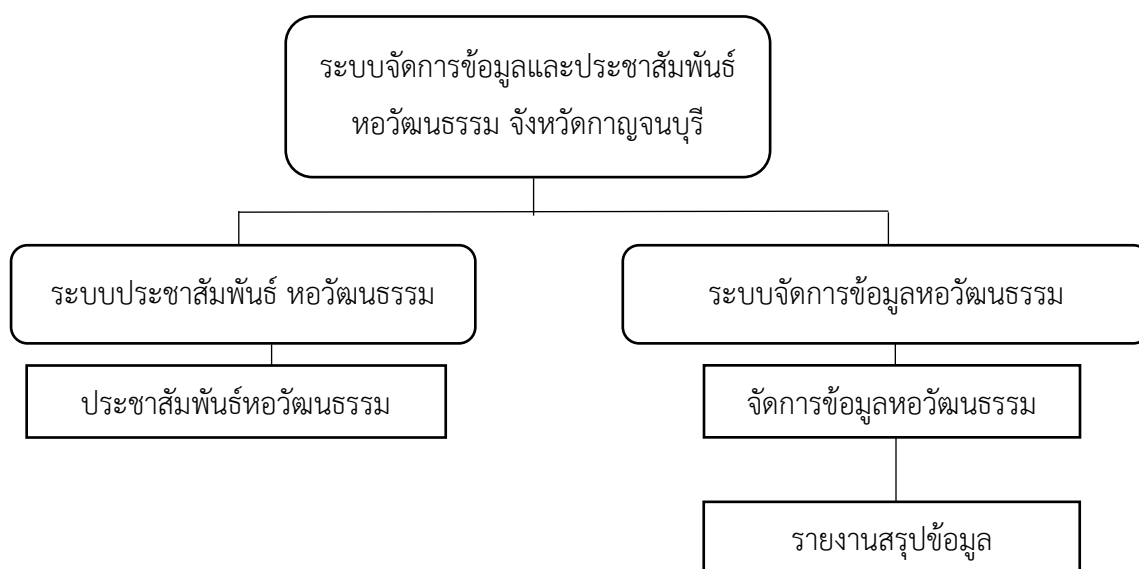 ระบบจัดการข้อมูลและประชาสัมพันธ์
หอวัฒนธรรม จังหวัดกาญจนบุรี
ระบบประชาสัมพันธ์ หอวัฒนธรรม
ระบบจัดการข้อมูลหอวัฒนธรรม
ประชาสัมพันธ์หอวัฒนธรรม
จัดการข้อมูลหอวัฒนธรรม
รายงานสรุปข้อมูล